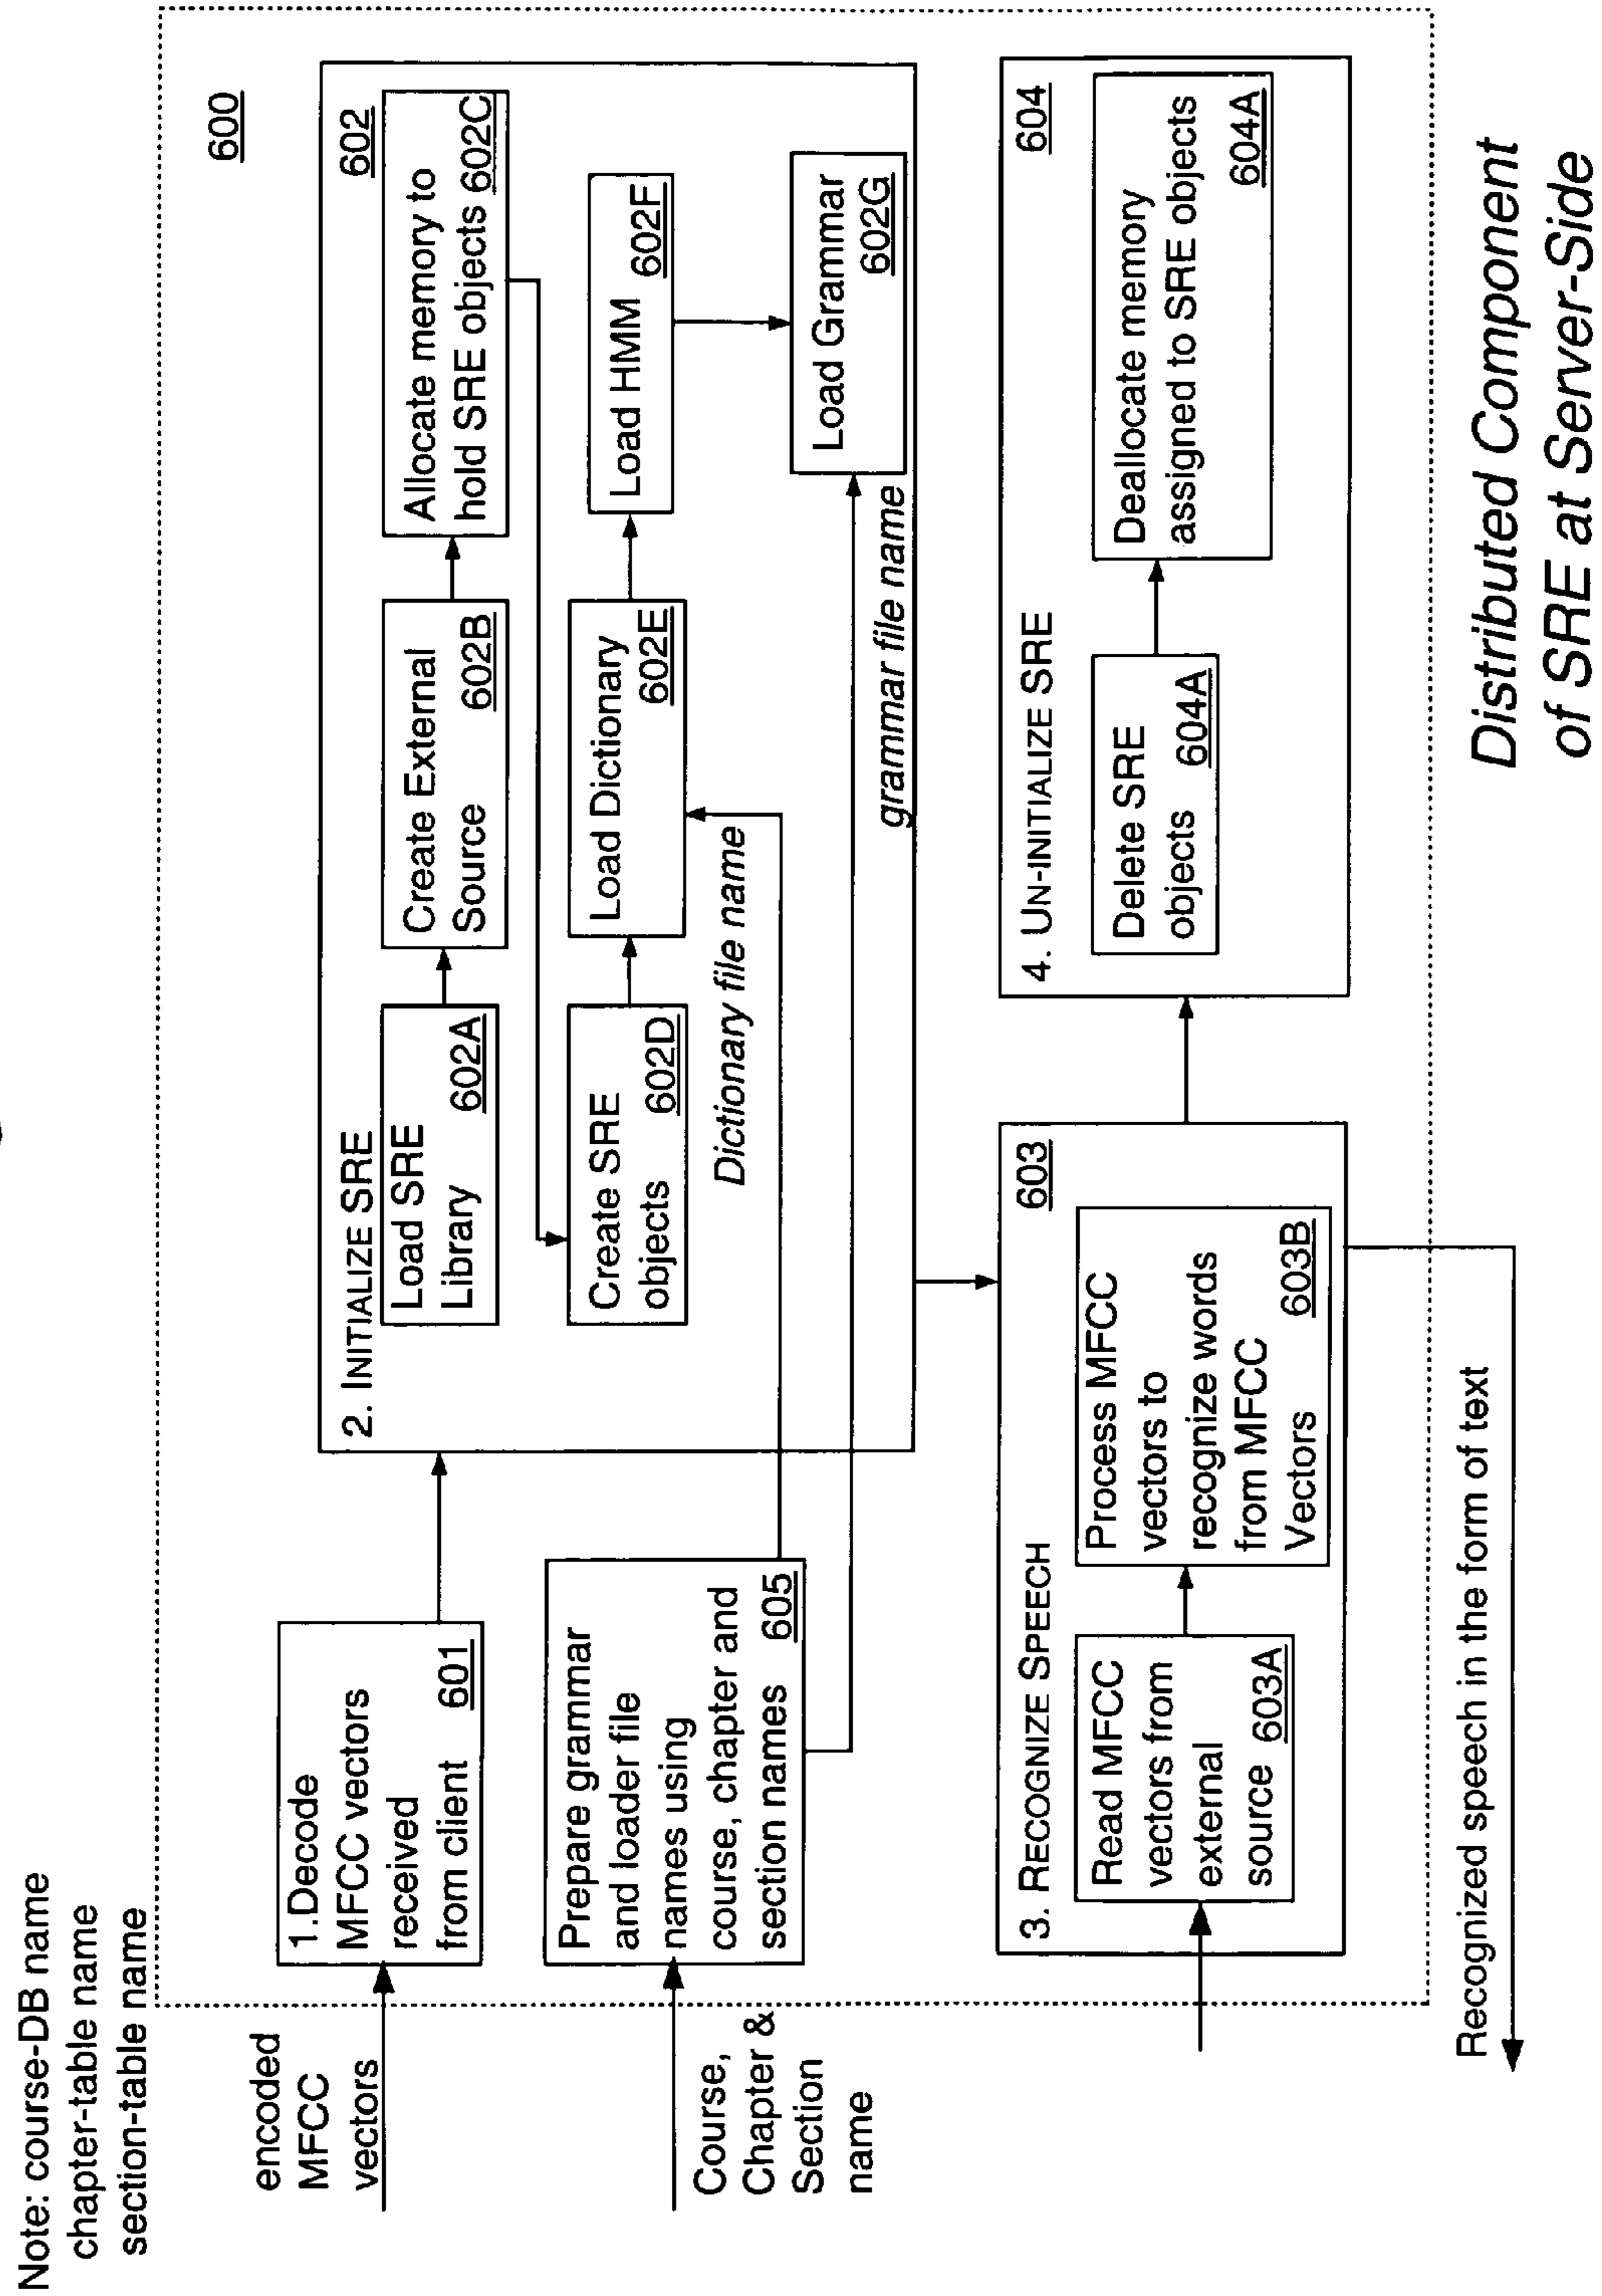 Note: course-DB name
chapter-table name
section-table name
600
encoded
MFCC
vectors
1.Decode
MFCC vectors
received
from client 601
2. INITIALIZE SRE
602
Load SRE
Library 602A
Create External
Source 602B
Allocate memory to
hold SRE objects 602C
Create SRE
objects 602D
Load Dictionary
602E
Load HMM
602F
Load Grammar
602G
Dictionary file name
grammar file name
Course,
Chapter &
Section
name
Prepare grammar
and loader file
names using
course, chapter and
section names 605
3. RECOGNIZE SPEECH
603
Read MFCC
vectors from
external
source 603A
Process MFCC
vectors to
recognize words
from MFCC
Vectors 603B
4. UN-INITIALIZE SRE
604
Delete SRE
objects 604A
Deallocate memory
assigned to SRE objects
604A
Recognized speech in the form of text
Distributed Component
of SRE at Server-Side